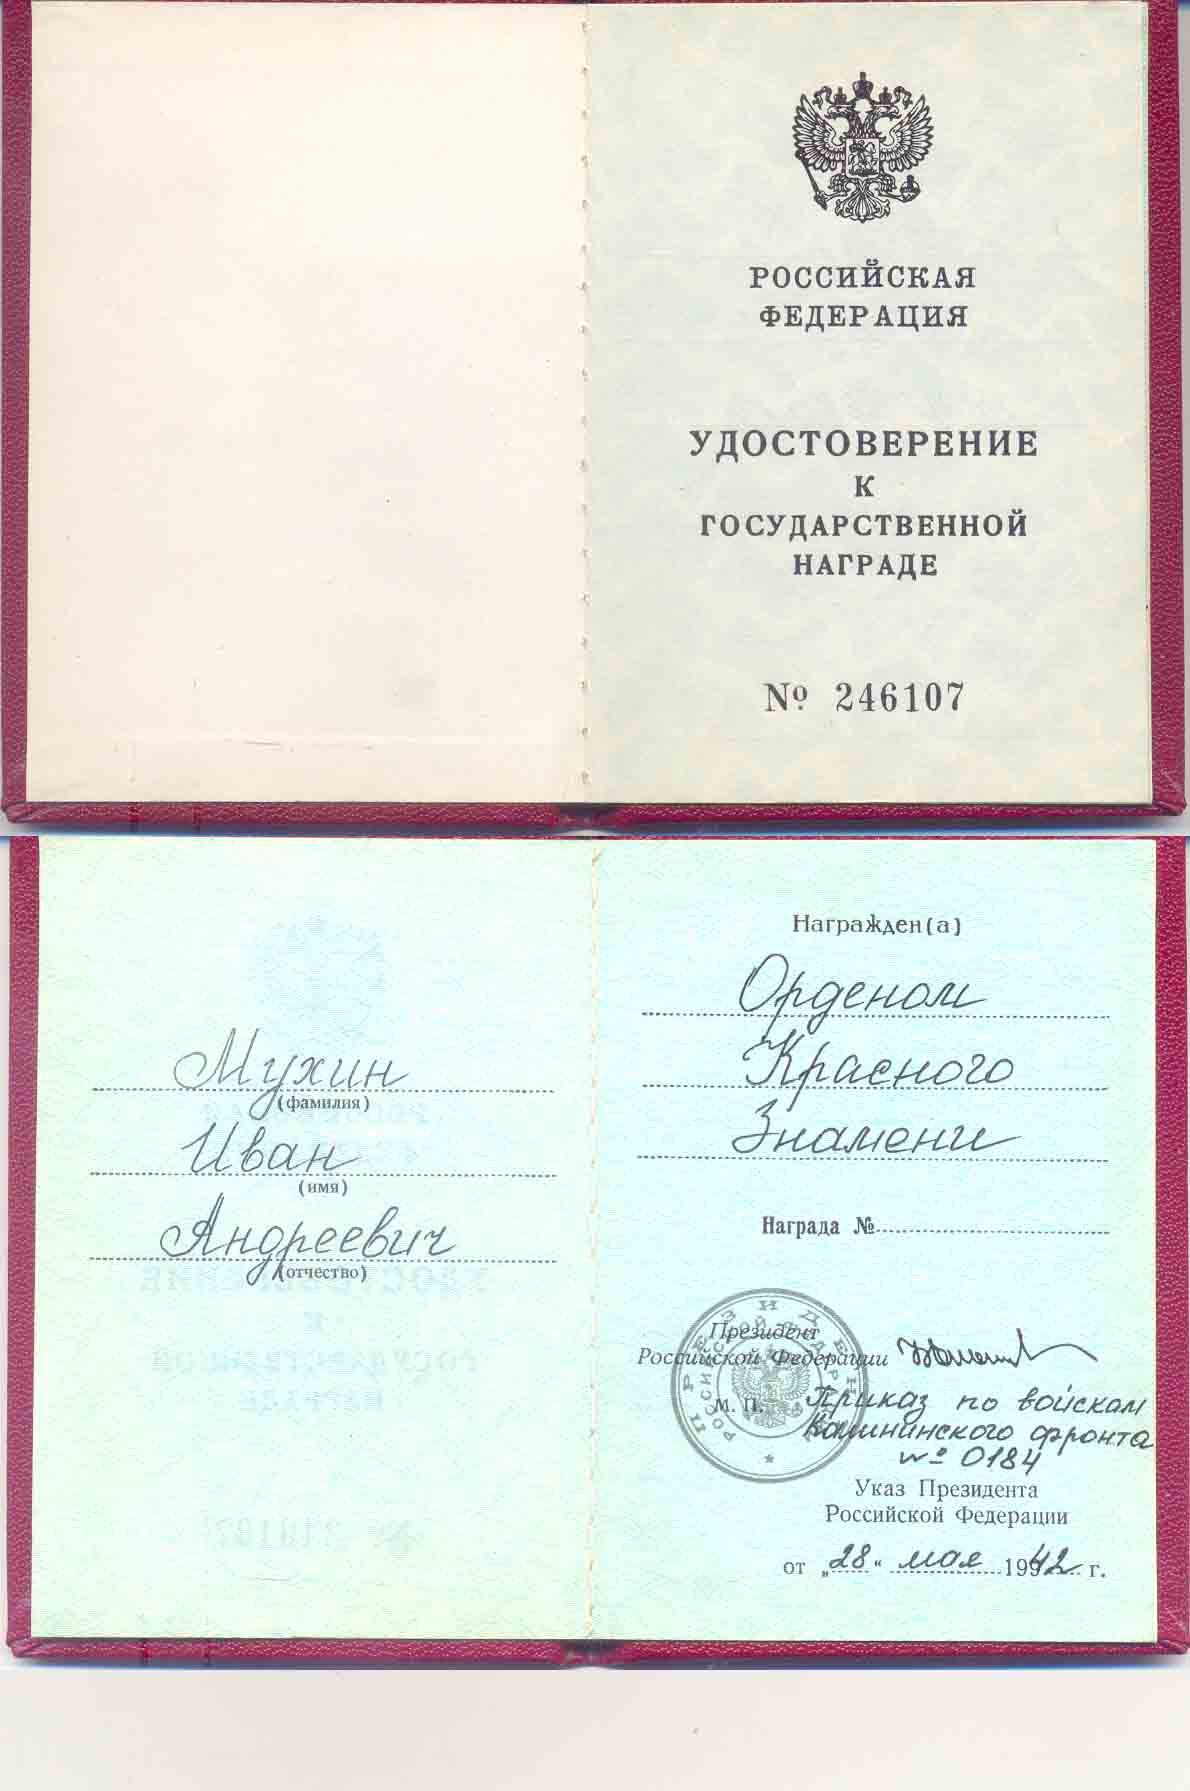 РОССИЙСКАЯ
ФЕДЕРАЦИЯ
УДОСТОВЕРЕНИЕ
К
ГОСУДАРСТВЕННОЙ
НАГРАДЕ
№ 246107
Мухин
(фамилия)
Иван
(имя)
Андреевич
(отчество)
Награжден(а)
Орденом
Красного
Знамени
Награда №
Президент
Российской Федерации
М. П.
Приказ по войскам
Калининского фронта
№ 0184
Указ Президента
Российской Федерации
от „28“ мая 1942 г.